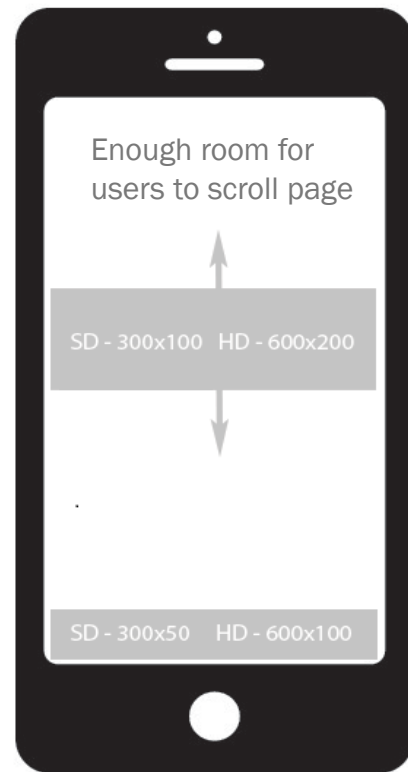 Enough room for
users to scroll page
SD - 300x100 HD - 600x200
SD - 300x50 HD - 600x100